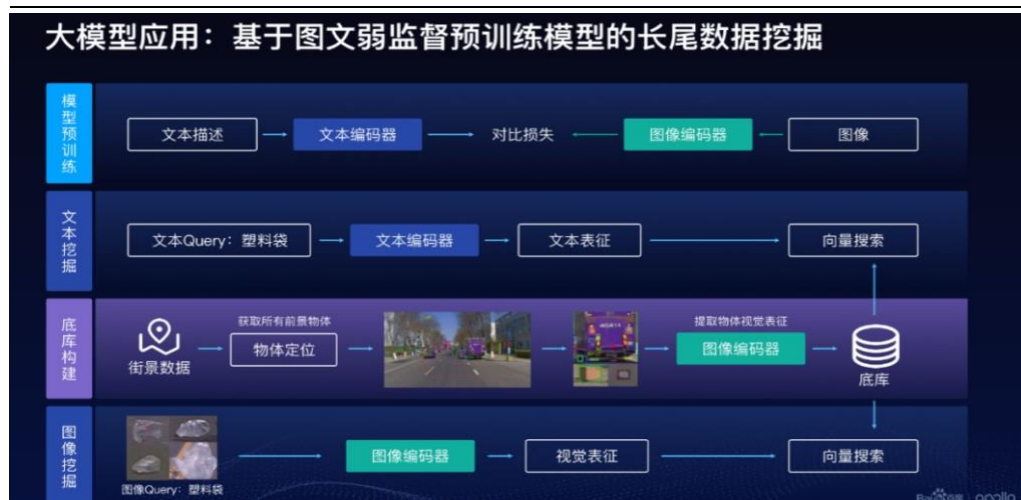 大模型应用：基于图文弱监督预训练模型的长尾数据挖掘
模型预训练
文本描述
文本编码器
对比损失
图像编码器
图像
文本挖掘
文本Query：塑料袋
文本编码器
文本表征
向量搜索
底库构建
街景数据
获取所有前景物体
物体定位
提取物体视觉表征
图像编码器
底库
图像挖掘
图像Query：塑料袋
图像编码器
视觉表征
向量搜索
apollo